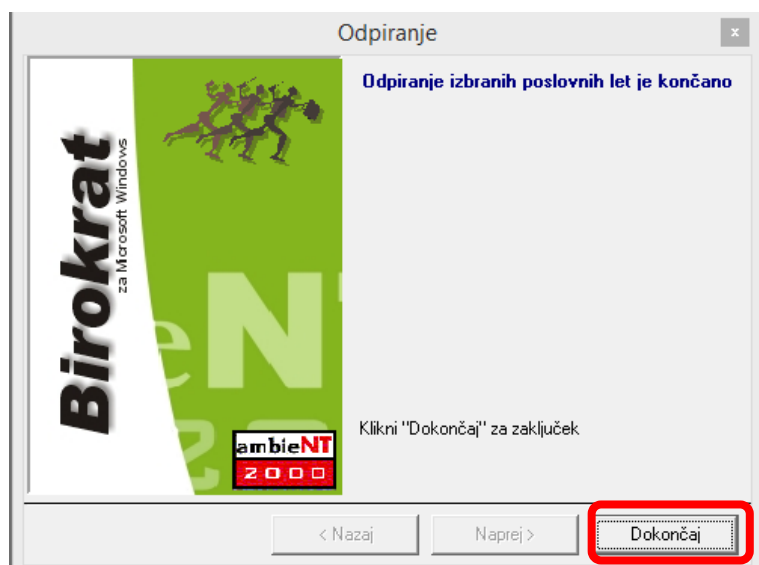 Odpiranje
x
Odpiranje izbranih poslovnih let je končano
Birokrat
za Microsoft Windows
eNT
ambieNT
2000
Klikni "Dokončaj" za zaključek
< Nazaj
Naprej >
Dokončaj